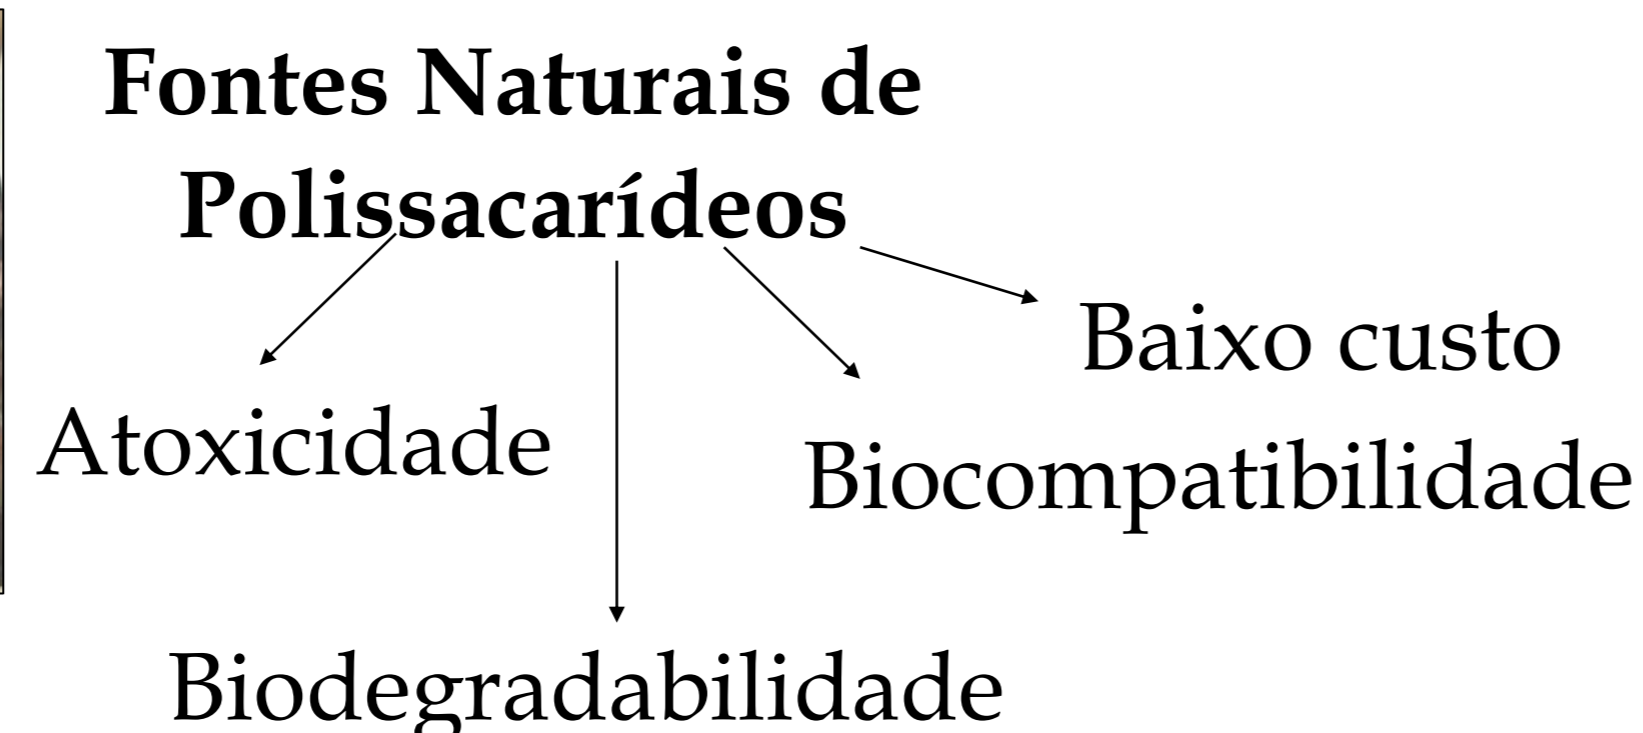 Fontes Naturais de
Polissacarídeos
Baixo custo
Atoxicidade
Biocompatibilidade
Biodegradabilidade